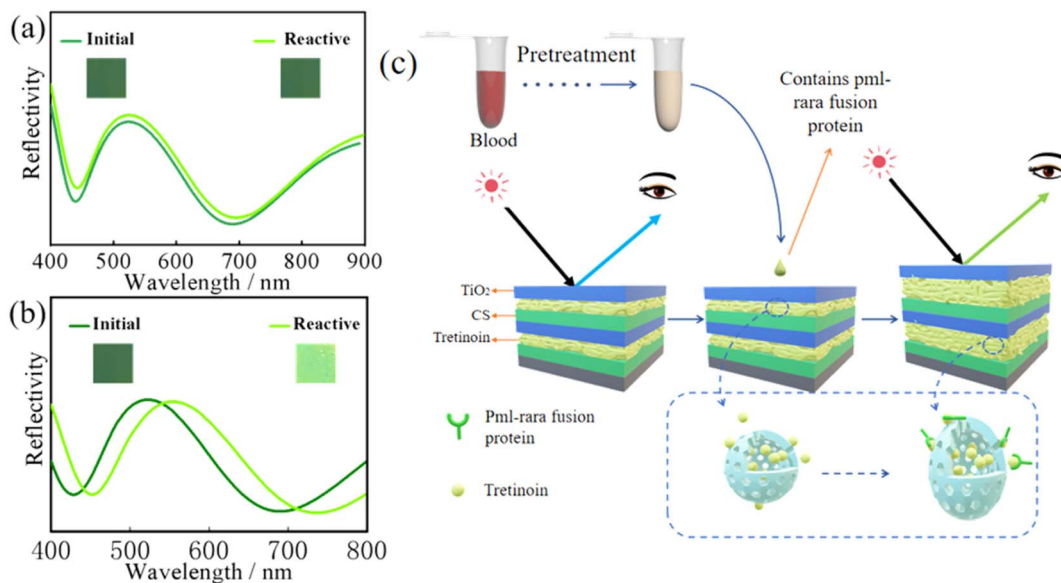 (a)
Initial
Reactive
Reflectivity
400 500 600 700 800 900
Wavelength / nm
(b)
Initial
Reactive
Reflectivity
400 500 600 700 800
Wavelength / nm
(c)
Pretreatment
Blood
Contains pml-
rara fusion
protein
TiO₂
CS
Tretinoin
Pml-rara fusion
protein
Tretinoin